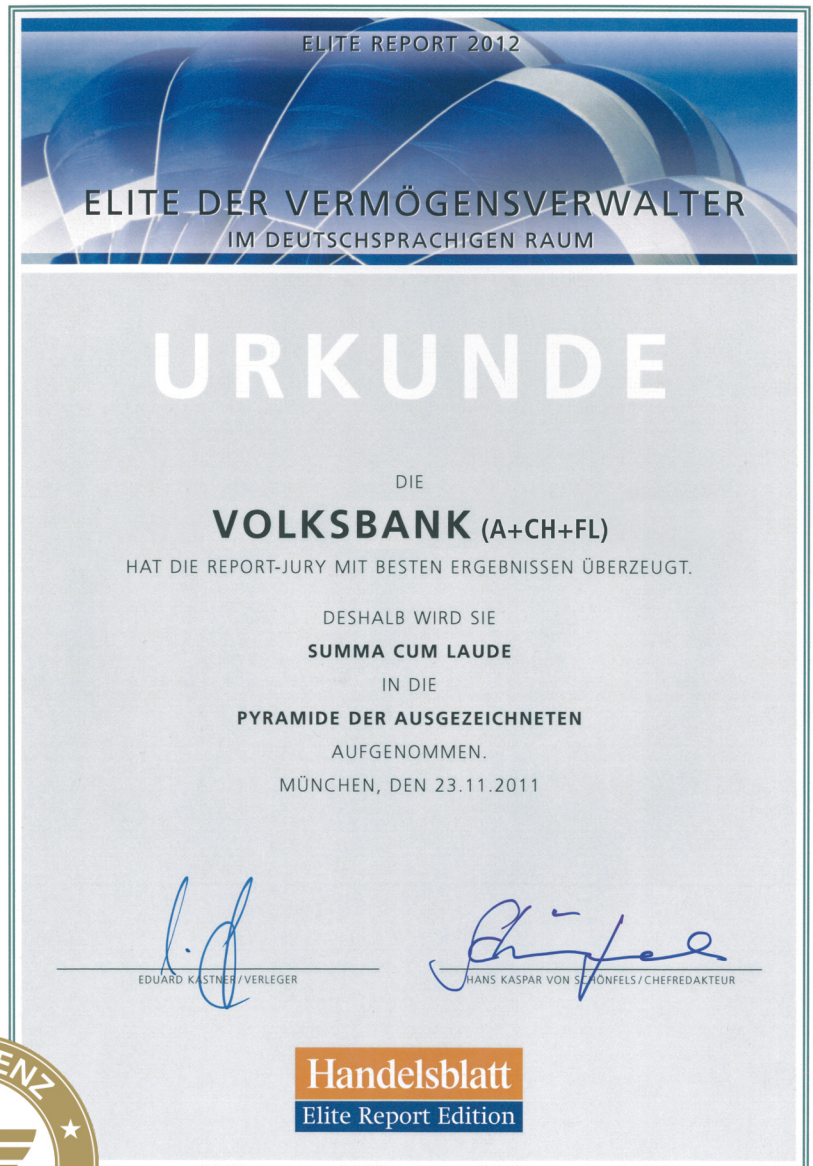 ELITE REPORT 2012
ELITE DER VERMÖGENSVERWALTER
IM DEUTSCHSPRACHIGEN RAUM
URKUNDE
DIE
VOLKSBANK (A+CH+FL)
HAT DIE REPORT-JURY MIT BESTEN ERGEBNISSEN ÜBERZEUGT.
DESHALB WIRD SIE
SUMMA CUM LAUDE
IN DIE
PYRAMIDE DER AUSGEZEICHNETEN
AUFGENOMMEN.
MÜNCHEN, DEN 23.11.2011
EDUARD KASTNER/VERLEGER
HANS KASPAR VON SCHÖNFELS/CHEFREDAKTEUR
Handelsblatt
Elite Report Edition